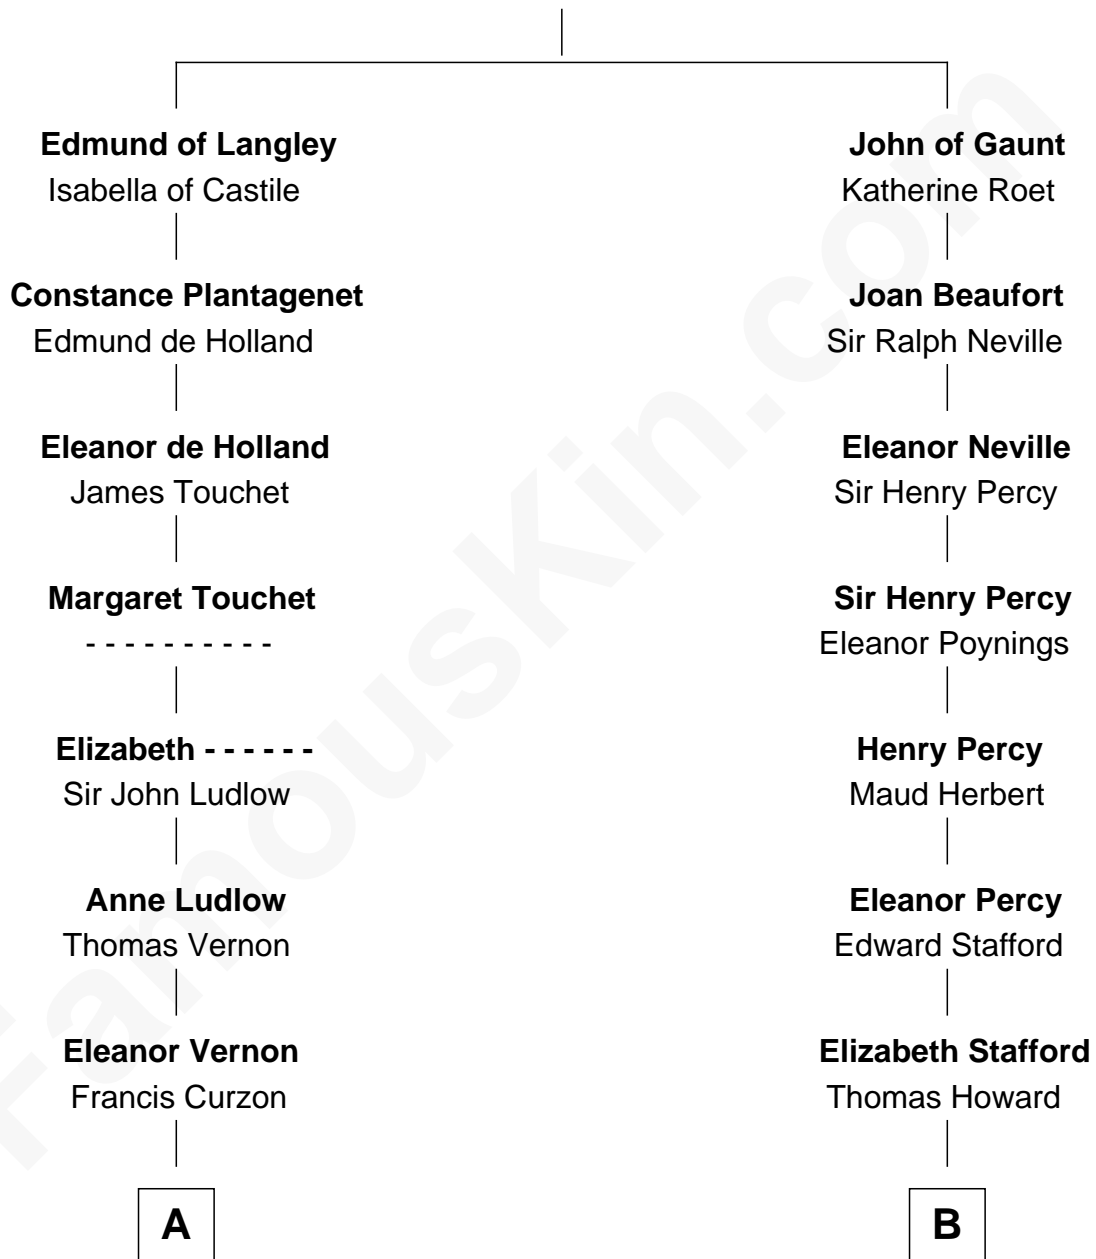 Edmund of Langley
Isabella of Castile
John of Gaunt
Katherine Roet
Constance Plantagenet
Edmund de Holland
Joan Beaufort
Sir Ralph Neville
Eleanor de Holland
James Touchet
Eleanor Neville
Sir Henry Percy
Margaret Touchet
- - - - - - - - - -
Sir Henry Percy
Eleanor Poynings
Elizabeth - - - - - -
Sir John Ludlow
Henry Percy
Maud Herbert
Anne Ludlow
Thomas Vernon
Eleanor Percy
Edward Stafford
Eleanor Vernon
Francis Curzon
Elizabeth Stafford
Thomas Howard
A
B
FamousKin.com